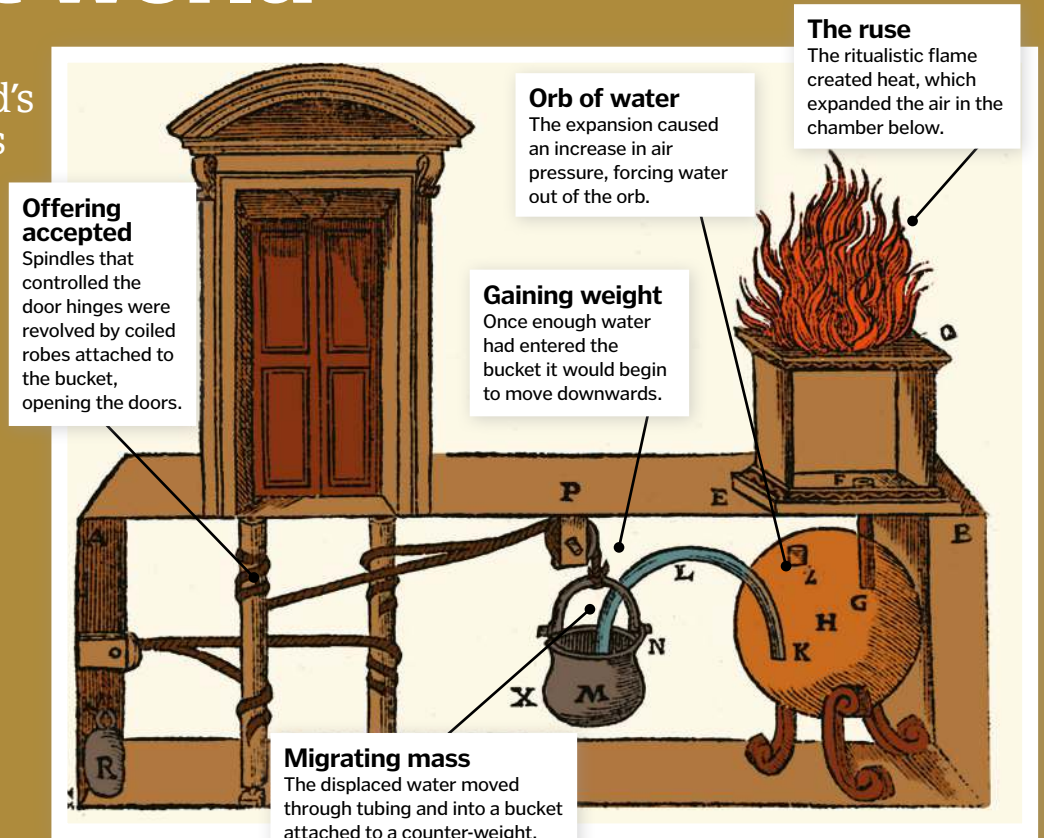 The ruse
The ritualistic flame
created heat, which
expanded the air in the
chamber below.
Orb of water
The expansion caused
an increase in air
pressure, forcing water
out of the orb.
Offering
accepted
Spindles that
controlled the
door hinges were
revolved by coiled
robes attached to
the bucket,
opening the doors.
Gaining weight
Once enough water
had entered the
bucket it would begin
to move downwards.
P
E
F
A
B
L
Z
G
H
K
N
X
M
R
Migrating mass
The displaced water moved
through tubing and into a bucket
attached to a counter-weight.